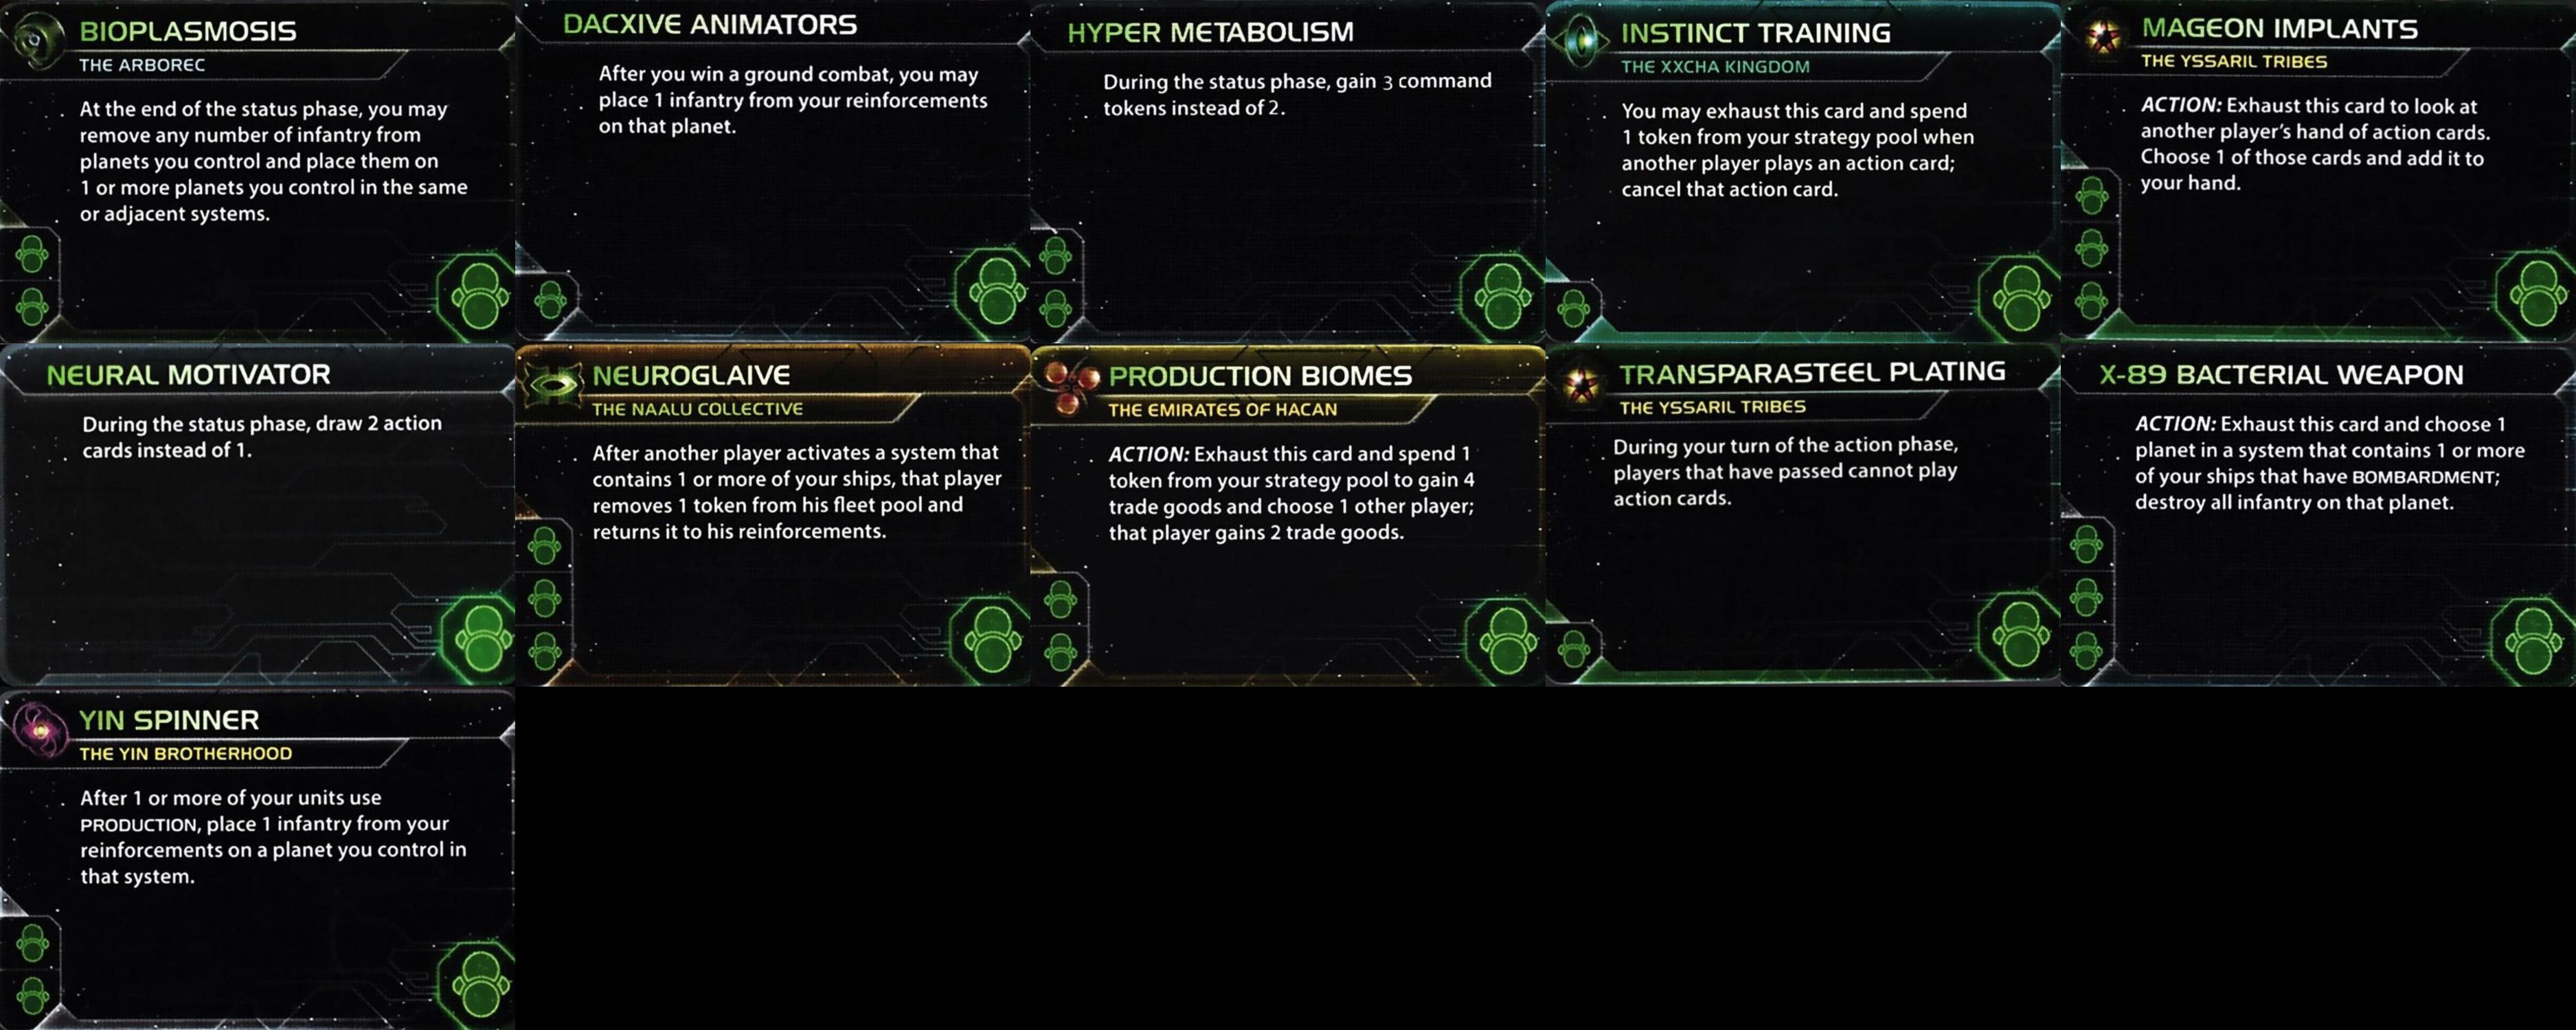 BIOPLASMOSIS
THE ARBOREC
At the end of the status phase, you may
remove any number of infantry from
planets you control and place them on
1 or more planets you control in the same
or adjacent systems.
DACXIVE ANIMATORS
After you win a ground combat, you may
place 1 infantry from your reinforcements
on that planet.
HYPER METABOLISM
During the status phase, gain 3 command
tokens instead of 2.
INSTINCT TRAINING
THE XXCHA KINGDOM
You may exhaust this card and spend
1 token from your strategy pool when
another player plays an action card;
cancel that action card.
MAGEON IMPLANTS
THE YSSARIL TRIBES
ACTION: Exhaust this card to look at
another player's hand of action cards.
Choose 1 of those cards and add it to
your hand.
NEURAL MOTIVATOR
During the status phase, draw 2 action
cards instead of 1.
NEUROGLAIVE
THE NAALU COLLECTIVE
After another player activates a system that
contains 1 or more of your ships, that player
removes 1 token from his fleet pool and
returns it to his reinforcements.
PRODUCTION BIOMES
THE EMIRATES OF HACAN
ACTION: Exhaust this card and spend 1
token from your strategy pool to gain 4
trade goods and choose 1 other player;
that player gains 2 trade goods.
TRANSPARASTEEL PLATING
THE YSSARIL TRIBES
During your turn of the action phase,
players that have passed cannot play
action cards.
X-89 BACTERIAL WEAPON
ACTION: Exhaust this card and choose 1
planet in a system that contains 1 or more
of your ships that have BOMBARDMENT;
destroy all infantry on that planet.
YIN SPINNER
THE YIN BROTHERHOOD
After 1 or more of your units use
PRODUCTION, place 1 infantry from your
reinforcements on a planet you control in
that system.